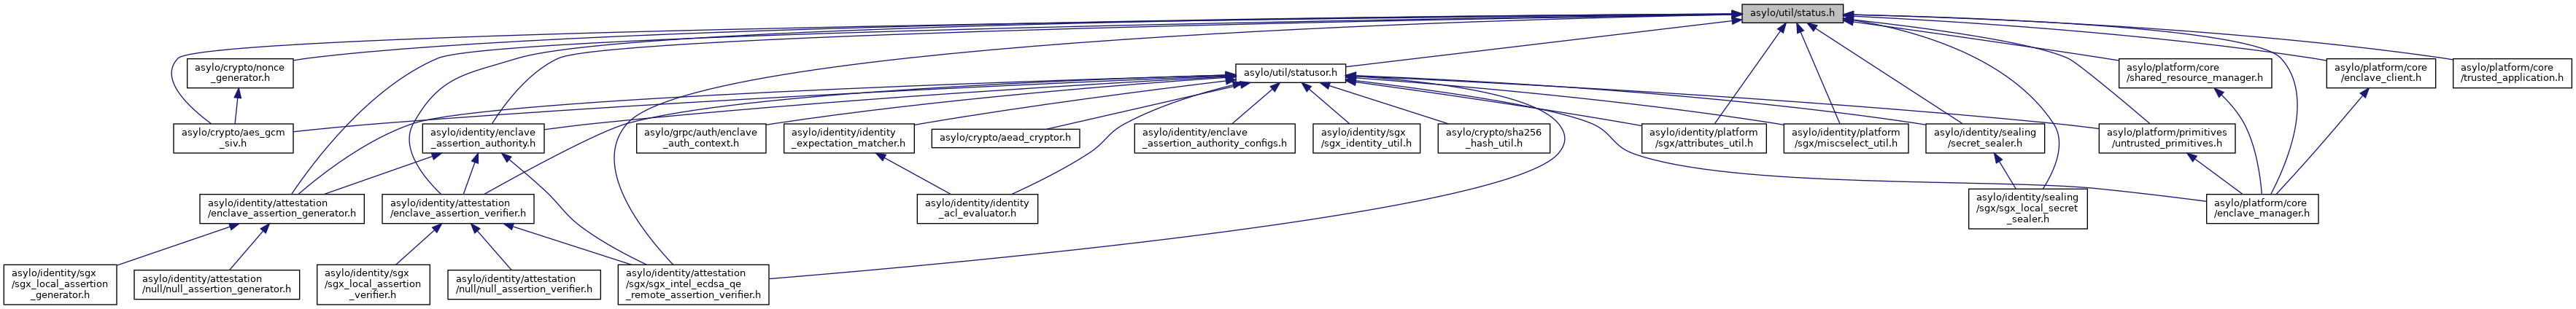 asylo/util/status.h
asylo/crypto/nonce
_generator.h
asylo/util/statusor.h
asylo/platform/core
/shared_resource_manager.h
asylo/platform/core
/enclave_client.h
asylo/platform/core
/trusted_application.h
asylo/crypto/aes_gcm
_siv.h
asylo/identity/enclave
_assertion_authority.h
asylo/grpc/auth/enclave
_auth_context.h
asylo/identity/identity
_expectation_matcher.h
asylo/crypto/aead_cryptor.h
asylo/identity/enclave
_assertion_authority_configs.h
asylo/identity/sgx
/sgx_identity_util.h
asylo/crypto/sha256
_hash_util.h
asylo/identity/platform
/sgx/attributes_util.h
asylo/identity/platform
/sgx/miscselect_util.h
asylo/identity/sealing
/secret_sealer.h
asylo/platform/primitives
/untrusted_primitives.h
asylo/identity/attestation
/enclave_assertion_generator.h
asylo/identity/attestation
/enclave_assertion_verifier.h
asylo/identity/identity
_acl_evaluator.h
asylo/identity/sealing
/sgx/sgx_local_secret
_sealer.h
asylo/platform/core
/enclave_manager.h
asylo/identity/sgx
/sgx_local_assertion
_generator.h
asylo/identity/attestation
/null/null_assertion_generator.h
asylo/identity/sgx
/sgx_local_assertion
_verifier.h
asylo/identity/attestation
/null/null_assertion_verifier.h
asylo/identity/attestation
/sgx/sgx_intel_ecdsa_qe
_remote_assertion_verifier.h